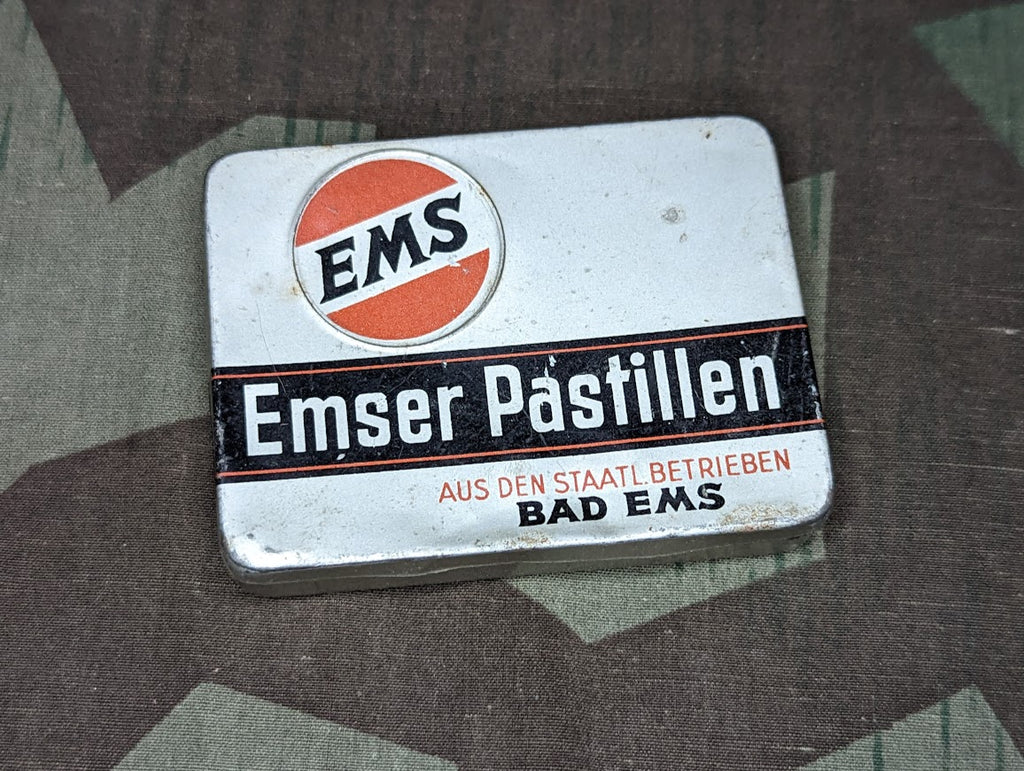 EMS
Emser Pastillen
AUS DEN STAATL. BETRIEBEN
BAD EMS